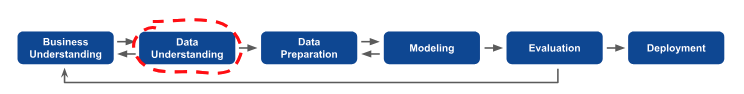 Business
Understanding
Data
Understanding
Data
Preparation
Modeling
Evaluation
Deployment